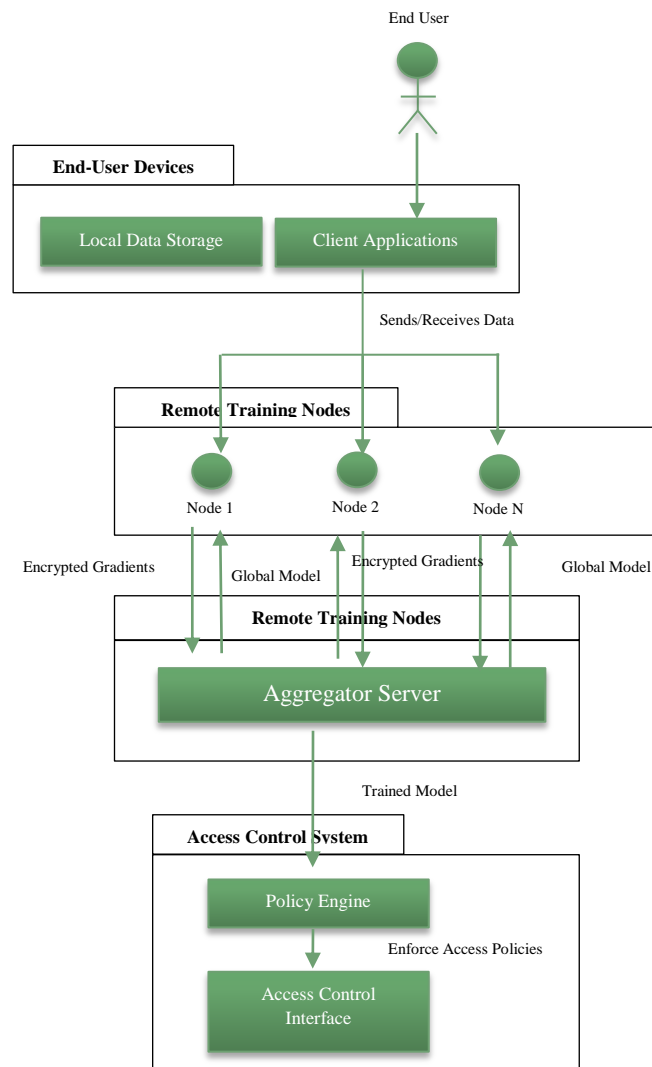 End User
End-User Devices
Local Data Storage
Client Applications
Sends/Receives Data
Remote Training Nodes
Node 1
Node 2
Node N
Encrypted Gradients
Global Model
Encrypted Gradients
Global Model
Remote Training Nodes
Aggregator Server
Trained Model
Access Control System
Policy Engine
Enforce Access Policies
Access Control
Interface